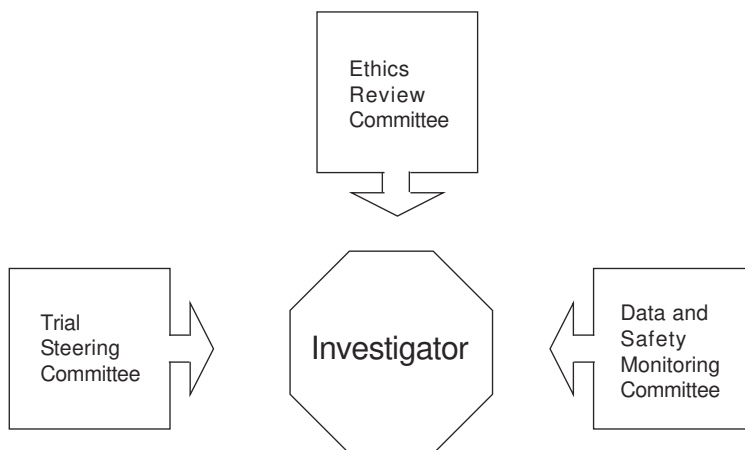 Ethics
Review
Committee
Trial
Steering
Committee
Investigator
Data and
Safety
Monitoring
Committee